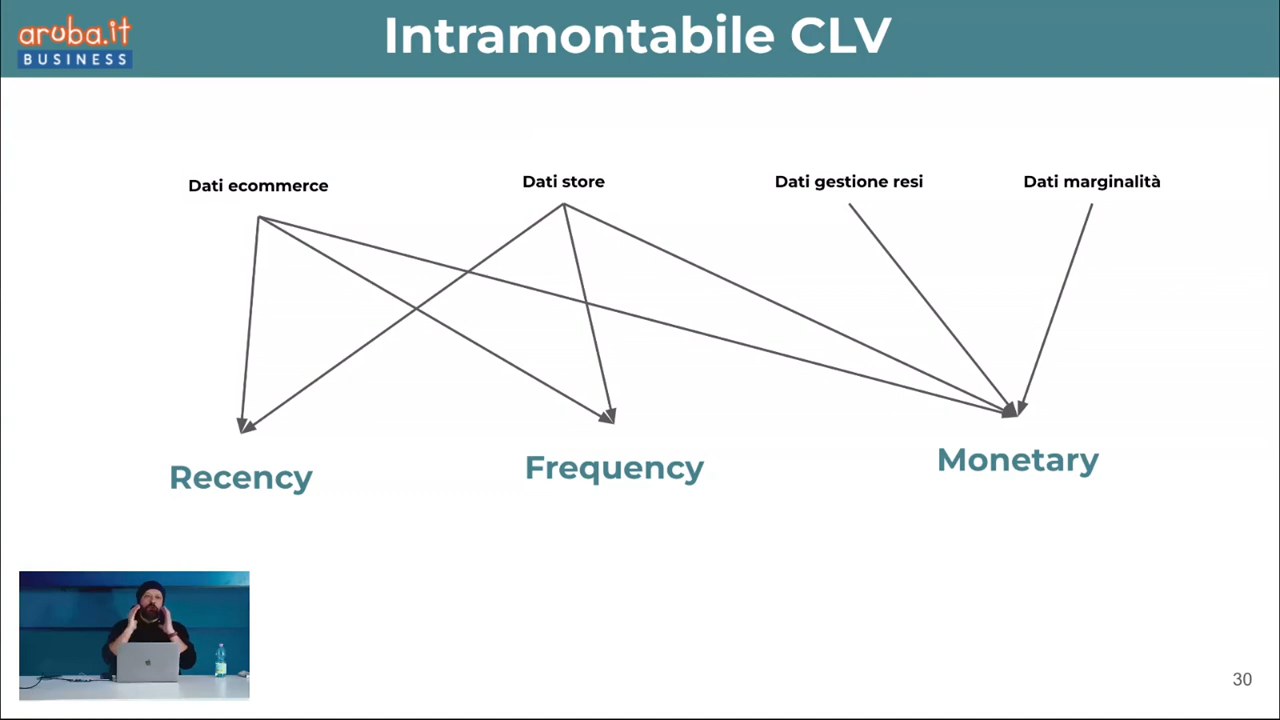 aruba.it
BUSINESS
Intramontabile CLV
Dati ecommerce
Dati store
Dati gestione resi
Dati marginalità
Recency
Frequency
Monetary
30